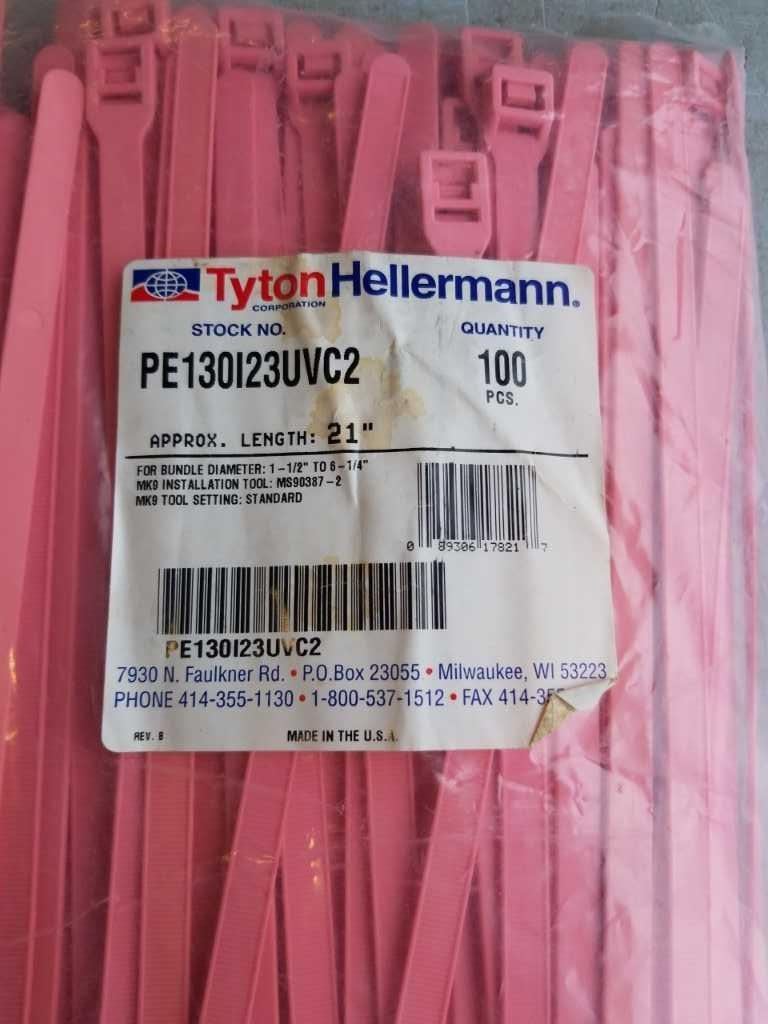 Tyton Hellermann®
CORPORATION
STOCK NO. QUANTITY
PE130I23UVC2 100
PCS.
APPROX. LENGTH: 21"
FOR BUNDLE DIAMETER: 1-1/2" TO 6-1/4"
MK9 INSTALLATION TOOL: MS90387-2
MK9 TOOL SETTING: STANDARD
0 89306 17821 7
PE130I23UVC2
7930 N. Faulkner Rd. • P.O.Box 23055 • Milwaukee, WI 53223
PHONE 414-355-1130 • 1-800-537-1512 • FAX 414-35
REV. B MADE IN THE U.S.A.